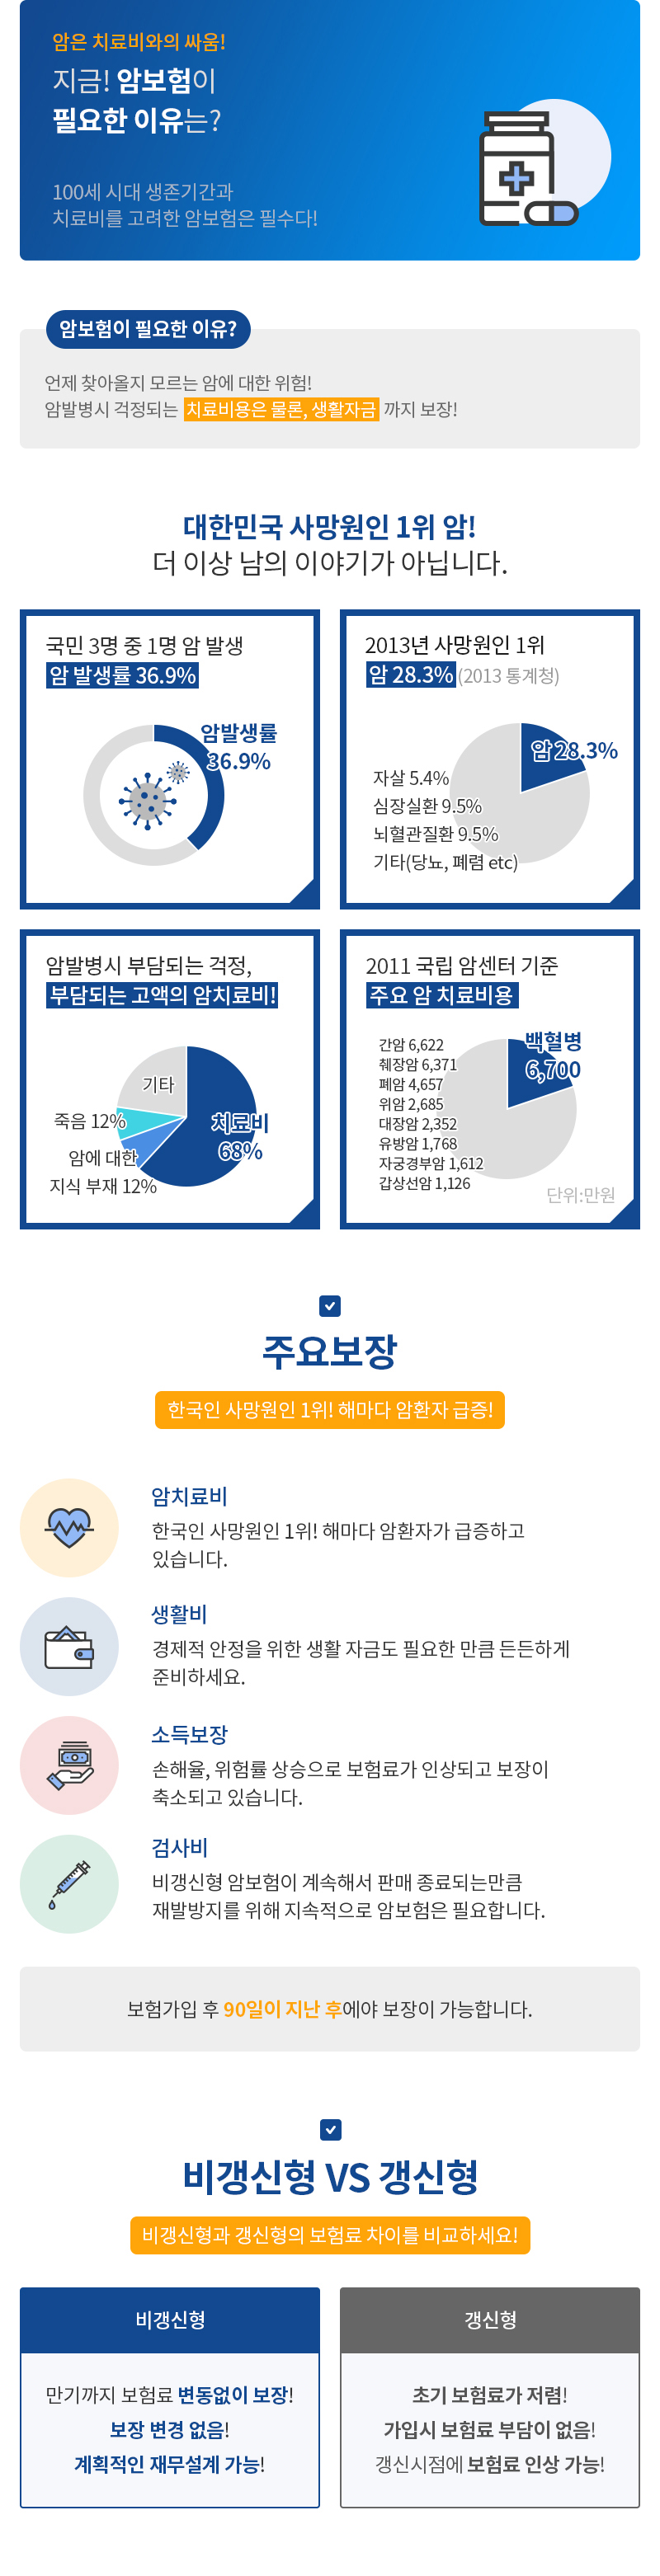 암은 치료비와의 싸움!
지금! 암보험이
필요한 이유는?
100세 시대 생존기간과
치료비를 고려한 암보험은 필수다!
암보험이 필요한 이유?
언제 찾아올지 모르는 암에 대한 위험!
암발병시 걱정되는 치료비용은 물론, 생활자금 까지 보장!
대한민국 사망원인 1위 암!
더 이상 남의 이야기가 아닙니다.
국민 3명 중 1명 암 발생
암 발생률 36.9%
암발생률
36.9%
2013년 사망원인 1위
암 28.3% (2013 통계청)
암 28.3%
자살 5.4%
심장실환 9.5%
뇌혈관질환 9.5%
기타(당뇨, 폐렴 etc)
암발병시 부담되는 걱정,
부담되는 고액의 암치료비!
기타
죽음 12%
암에 대한
지식 부재 12%
치료비
68%
2011 국립 암센터 기준
주요 암 치료비용
백혈병
6,700
간암 6,622
췌장암 6,371
폐암 4,657
위암 2,685
대장암 2,352
유방암 1,768
자궁경부암 1,612
갑상선암 1,126
단위:만원
주요보장
한국인 사망원인 1위! 해마다 암환자 급증!
암치료비
한국인 사망원인 1위! 해마다 암환자가 급증하고
있습니다.
생활비
경제적 안정을 위한 생활 자금도 필요한 만큼 든든하게
준비하세요.
소득보장
손해율, 위험률 상승으로 보험료가 인상되고 보장이
축소되고 있습니다.
검사비
비갱신형 암보험이 계속해서 판매 종료되는만큼
재발방지를 위해 지속적으로 암보험은 필요합니다.
보험가입 후 90일이 지난 후에야 보장이 가능합니다.
비갱신형 VS 갱신형
비갱신형과 갱신형의 보험료 차이를 비교하세요!
비갱신형
만기까지 보험료 변동없이 보장!
보장 변경 없음!
계획적인 재무설계 가능!
갱신형
초기 보험료가 저렴!
가입시 보험료 부담이 없음!
갱신시점에 보험료 인상 가능!